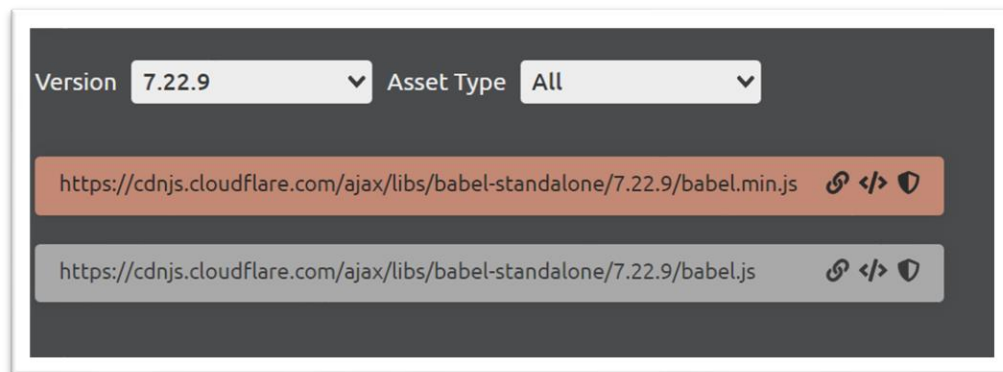 Version 7.22.9 Asset Type All
https://cdnjs.cloudflare.com/ajax/libs/babel-standalone/7.22.9/babel.min.js
https://cdnjs.cloudflare.com/ajax/libs/babel-standalone/7.22.9/babel.js